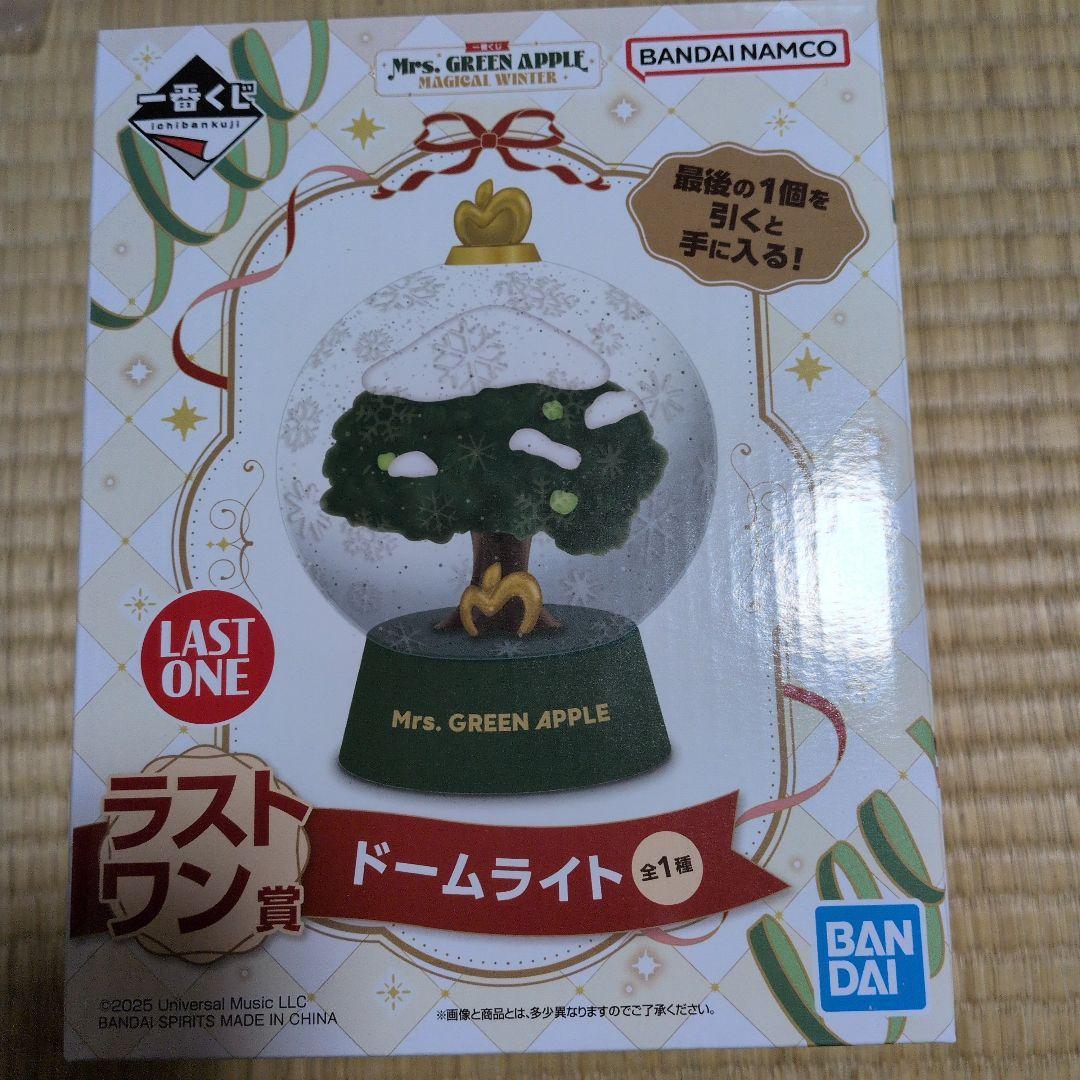 一番くじ
ichibankuji
一番くじ
Mrs. GREEN APPLE
MAGICAL WINTER
BANDAI NAMCO
最後の1個を
引くと
手に入る!
Mrs. GREEN APPLE
LAST
ONE
ラスト
ワン賞
ドームライト
全1種
BAN
DAI
©2025 Universal Music LLC
BANDAI SPIRITS MADE IN CHINA
※画像と商品とは、多少異なりますのでご了承ください。